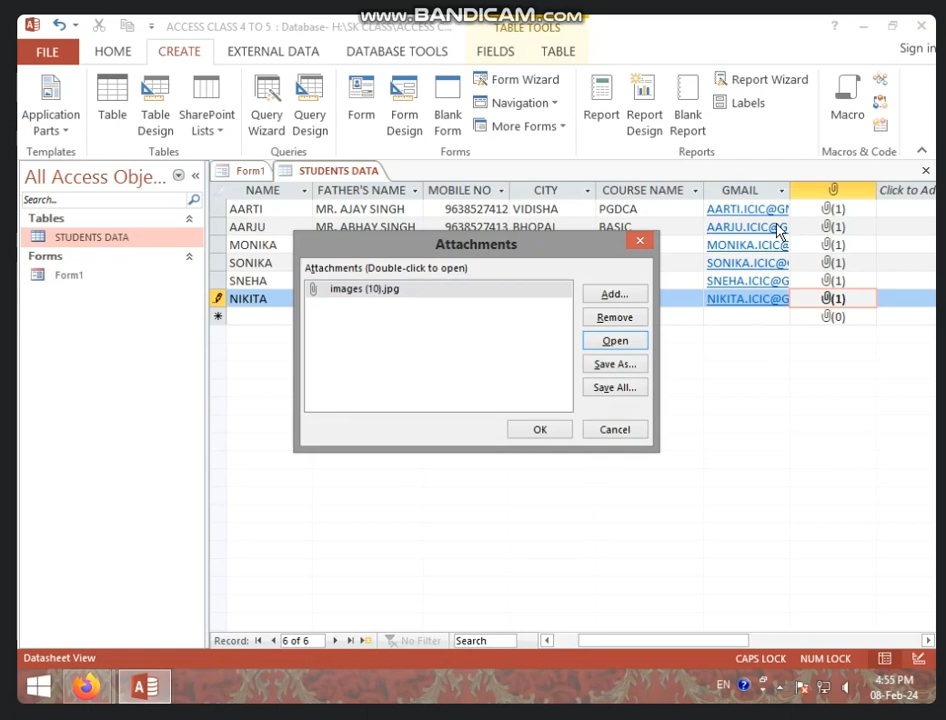 www.BANDICAM.com
ACCESS CLASS 4 TO 5 : Database- H:\SK CLASS\ACCESS C
TABLE TOOLS
Sign in
FILE
HOME
CREATE
EXTERNAL DATA
DATABASE TOOLS
FIELDS
TABLE
Application Parts
Table
Table Design
SharePoint Lists
Query Wizard
Query Design
Form
Form Design
Blank Form
Form Wizard
Navigation
More Forms
Report
Report Design
Blank Report
Report Wizard
Labels
Macro
Templates
Tables
Queries
Forms
Reports
Macros & Code
All Access Obje...
Search...
Tables
STUDENTS DATA
Forms
Form1
Form1
STUDENTS DATA
NAME FATHER'S NAME MOBILE NO CITY COURSE NAME GMAIL Click to Ad
AARTI MR. AJAY SINGH 9638527412 VIDISHA PGDCA AARTI.ICIC@GM (1)
AARJU MR. ABHAY SINGH 9638527413 BHOPAL BASIC AARJU.ICIC@G (1)
MONIKA MONIKA.ICIC@ (1)
SONIKA SONIKA.ICIC@ (1)
SNEHA SNEHA.ICIC@G (1)
NIKITA NIKITA.ICIC@G (1)
(0)
Attachments
Attachments (Double-click to open)
images (10).jpg
Add...
Remove
Open
Save As...
Save All...
OK
Cancel
Record: 6 of 6 No Filter Search
Datasheet View
CAPS LOCK NUM LOCK
EN
4:55 PM
08-Feb-24